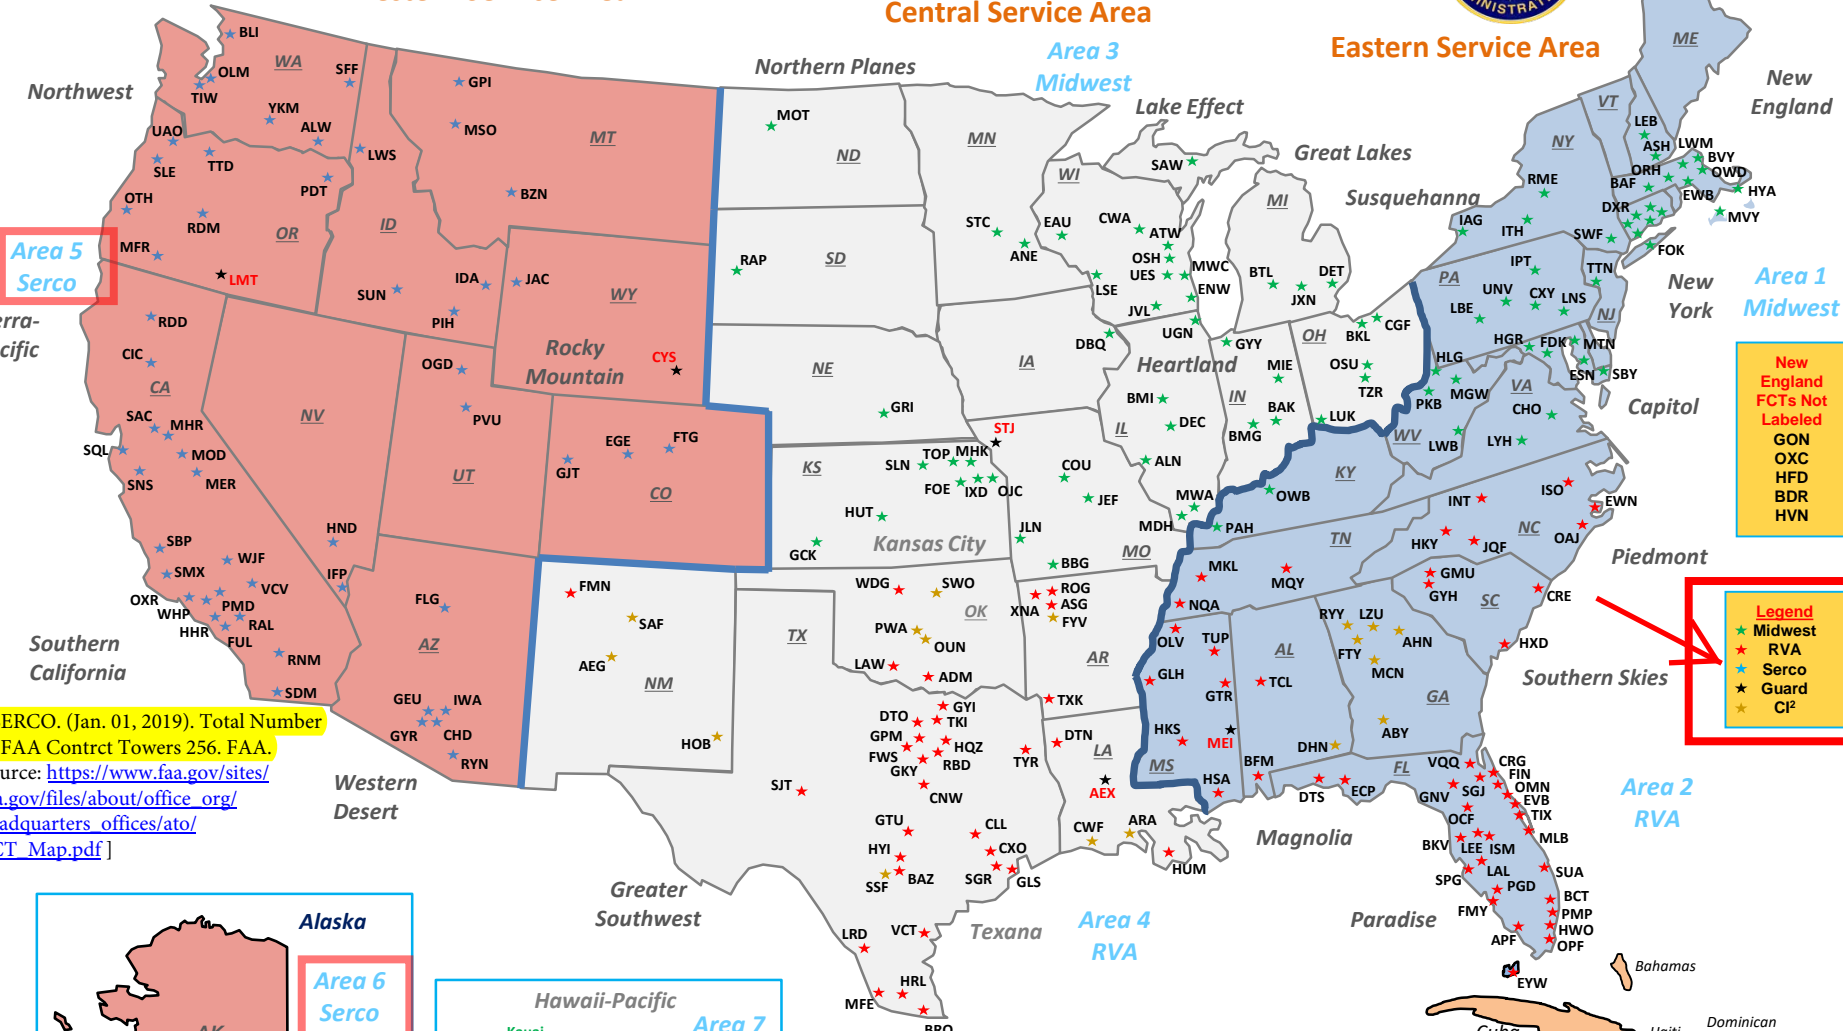 Central Service Area
Eastern Service Area
MINISTRAT
Area 3
Midwest
Northern Planes
Lake Effect
Great Lakes
Susquehanna
New
England
Northwest
Area 5
Serco
erra-
cific
Rocky
Mountain
Heartland
Kansas City
New
York
Area 1
Midwest
Capitol
Piedmont
Southern Skies
Southern
California
Western
Desert
Greater
Southwest
Texana
Magnolia
Paradise
Area 4
RVA
Area 2
RVA
BLI
WA
OLM
TIW
SFF
YKM
ALW
GPI
MSO
MT
UAO
SLE
TTD
LWS
PDT
BZN
OTH
RDM
OR
ID
MFR
LMT
IDA
JAC
WY
SUN
PIH
RDD
CIC
CA
OGD
CYS
SAC
MHR
NV
PVU
SQL
MOD
EGE
FTG
SNS
MER
UT
GJT
CO
HND
SBP
WJF
SMX
VCV
IFP
OXR
PMD
WHP
RAL
HHR
FUL
FLG
AZ
RNM
SDM
GEU
IWA
GYR
CHD
RYN
MOT
ND
MN
RAP
SD
STC
ANE
NE
IA
GRI
KS
SLN
TOP
MHK
STJ
FOE
IXD
OJC
HUT
GCK
WI
SAW
EAU
CWA
ATW
OSH
UES
MWC
ENW
LSE
JVL
UGN
DBQ
MI
BTL
JXN
DET
GYY
OH
BKL
CGF
MIE
OSU
TZR
BMI
DEC
IN
BAK
LUK
IL
BMG
ALN
COU
JEF
MWA
MDH
JLN
MO
BBG
KY
OWB
PAH
FMN
SAF
AEG
NM
HOB
WDG
SWO
OK
PWA
OUN
LAW
ADM
XNA
ROG
ASG
FYV
AR
TX
TXK
GYI
DTO
TKI
GPM
HQZ
FWS
RBD
GKY
CNW
TYR
DTN
LA
SJT
AEX
GTU
CLL
HYI
CXO
SSF
BAZ
SGR
GLS
CWF
ARA
HUM
LRD
VCT
HRL
MFE
BRO
ME
VT
NY
LEB
ASH
LWM
BVY
ORH
OWD
BAF
EWB
HYA
DXR
MVY
RME
IAG
ITH
SWF
FOK
PA
IPT
TTN
UNV
CXY
LNS
LBE
NJ
HGR
FDK
MTN
HLG
ESN
SBY
PKB
MGW
VA
CHO
WV
LWB
LYH
INT
ISO
EWN
NC
OAJ
HKY
JQF
TN
MKL
MQY
NQA
GMU
GYH
SC
CRE
HXD
OLV
TUP
AL
RYY
LZU
AHN
FTY
MCN
GLH
GTR
TCL
GA
HKS
MEI
ABY
MS
DHN
HSA
BFM
FL
DTS
ECP
VQQ
CRG
FIN
SGJ
OMN
GNV
EVB
OCF
TIX
MLB
BKV
LEE
ISM
SPG
LAL
SUA
PGD
FMY
BCT
PMP
HWO
APF
OPF
EYW
Bahamas
Cuba
Haiti
Dominican
New
England
FCTs Not
Labeled
GON
OXC
HFD
BDR
HVN
Legend
Midwest
RVA
Serco
Guard
CI²
ERCO. (Jan. 01, 2019). Total Number
FAA Contrct Towers 256. FAA.
urce: https://www.faa.gov/sites/
a.gov/files/about/office_org/
adquarters_offices/ato/
CT_Map.pdf ]
Alaska
Area 6
Serco
AK
Hawaii-Pacific
Kauai
Area 7